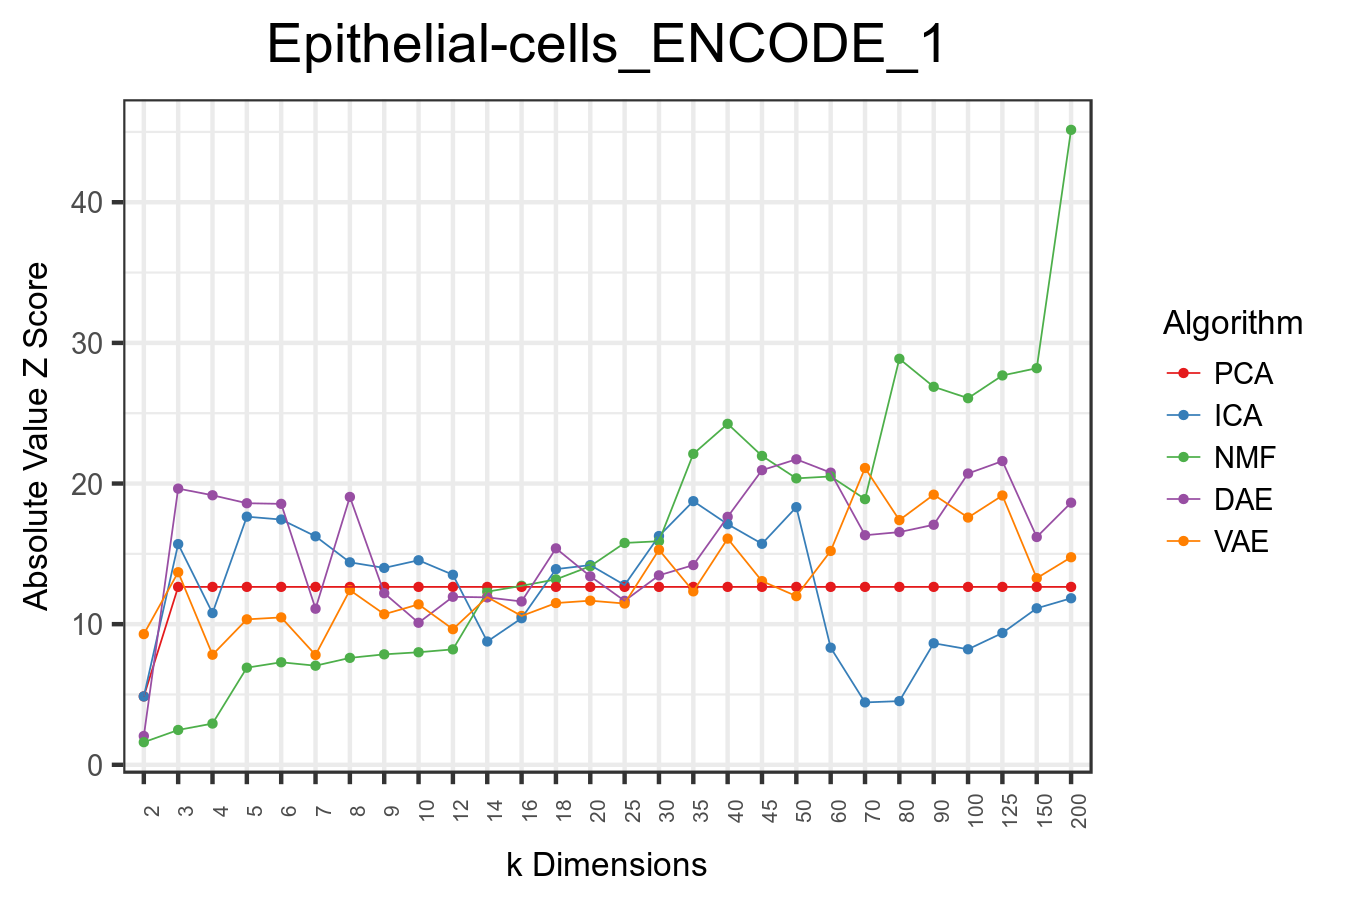 Epithelial-cells_ENCODE_1
Absolute Value Z Score
40
30
20
10
0
2 3 4 5 6 7 8 9 10 12 14 16 18 20 25 30 35 40 45 50 60 70 80 90 100 125 150 200
k Dimensions
Algorithm
PCA
ICA
NMF
DAE
VAE